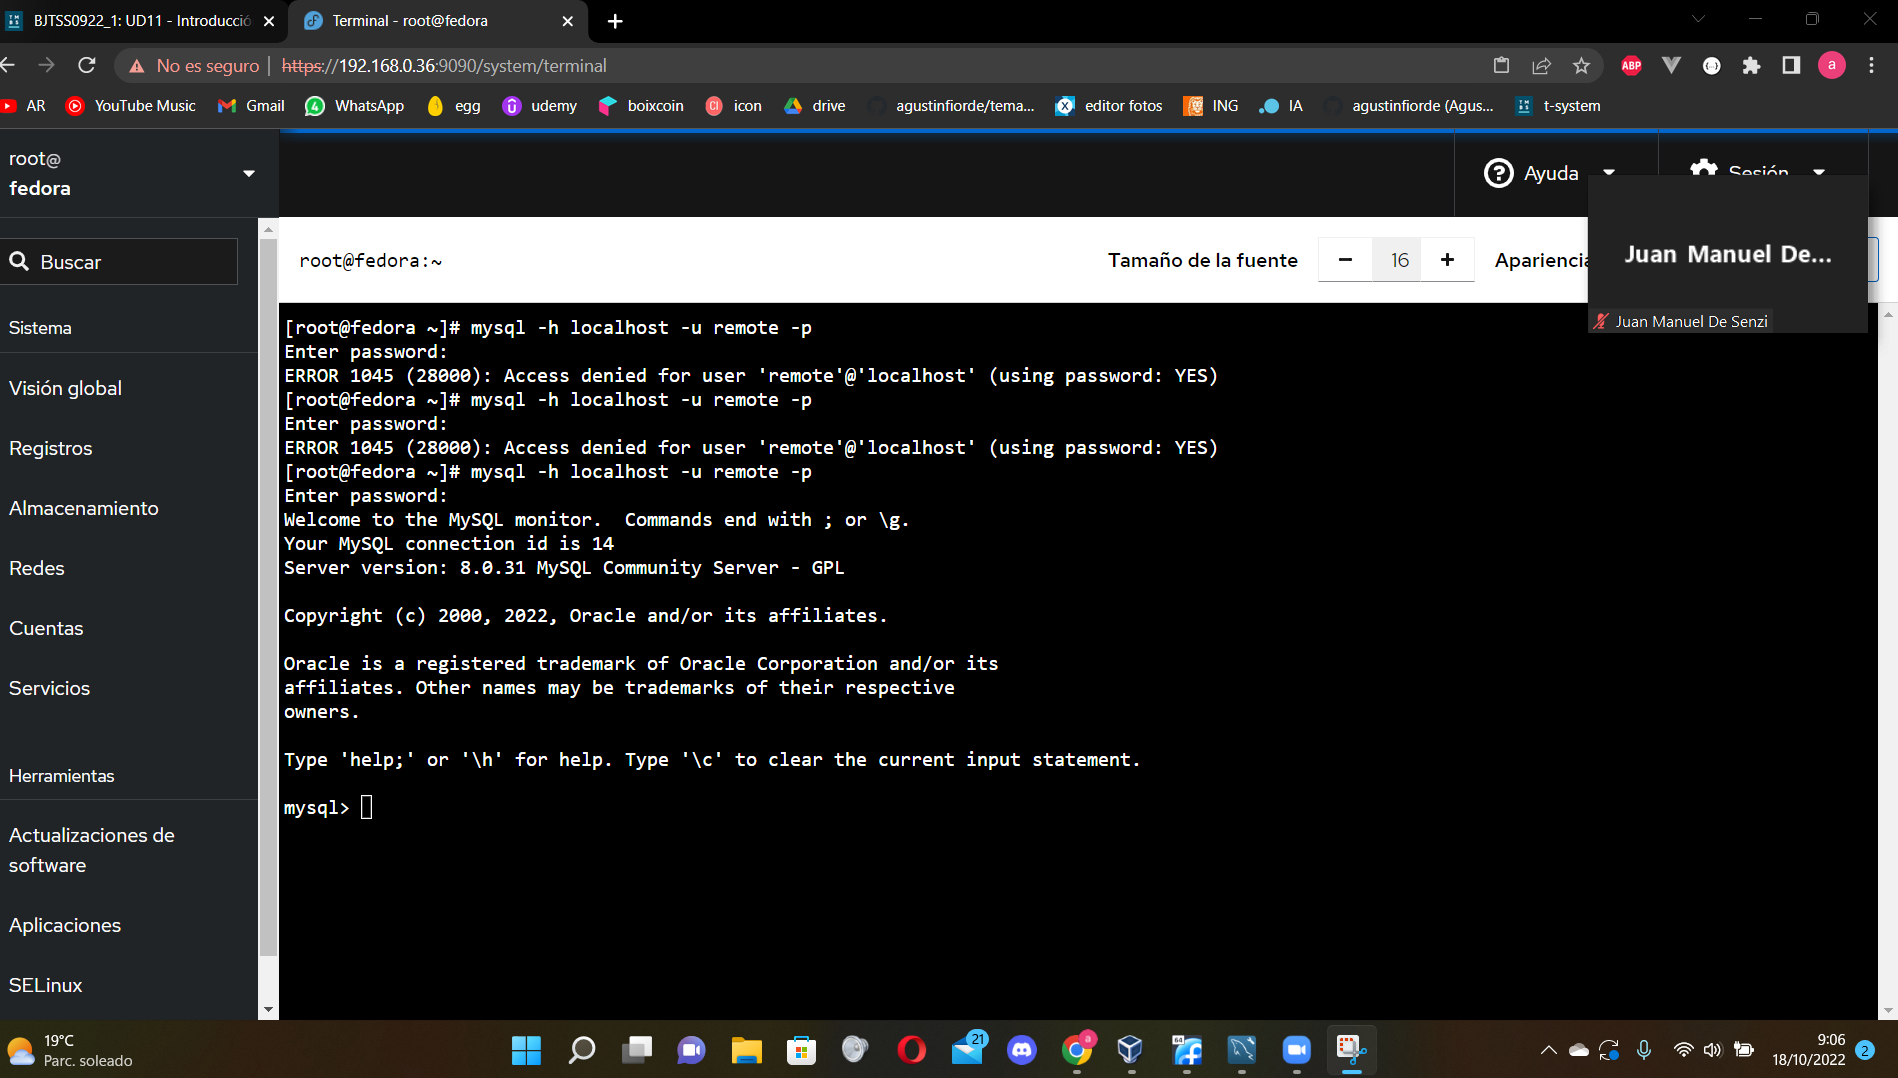 BJTSS0922_1: UD11 - Introducció
Terminal - root@fedora
No es seguro
https://192.168.0.36:9090/system/terminal
ABP
a
AR
YouTube Music
Gmail
4
WhatsApp
egg
udemy
boixcoin
icon
drive
agustinfiorde/tema...
editor fotos
ING
IA
agustinfiorde (Agus...
t-system
root@
fedora
Ayuda
Sesión
Buscar
root@fedora:~
Tamaño de la fuente
16
Apariencia
Juan Manuel De...
Juan Manuel De Senzi
Sistema
Visión global
Registros
Almacenamiento
Redes
Cuentas
Servicios
Herramientas
Actualizaciones de
software
Aplicaciones
SELinux
[root@fedora ~]# mysql -h localhost -u remote -p
Enter password:
ERROR 1045 (28000): Access denied for user 'remote'@'localhost' (using password: YES)
[root@fedora ~]# mysql -h localhost -u remote -p
Enter password:
ERROR 1045 (28000): Access denied for user 'remote'@'localhost' (using password: YES)
[root@fedora ~]# mysql -h localhost -u remote -p
Enter password:
Welcome to the MySQL monitor.  Commands end with ; or \g.
Your MySQL connection id is 14
Server version: 8.0.31 MySQL Community Server - GPL
Copyright (c) 2000, 2022, Oracle and/or its affiliates.
Oracle is a registered trademark of Oracle Corporation and/or its
affiliates. Other names may be trademarks of their respective
owners.
Type 'help;' or '\h' for help. Type '\c' to clear the current input statement.
mysql>
19°C
Parc. soleado
21
a
64
9:06
18/10/2022
2